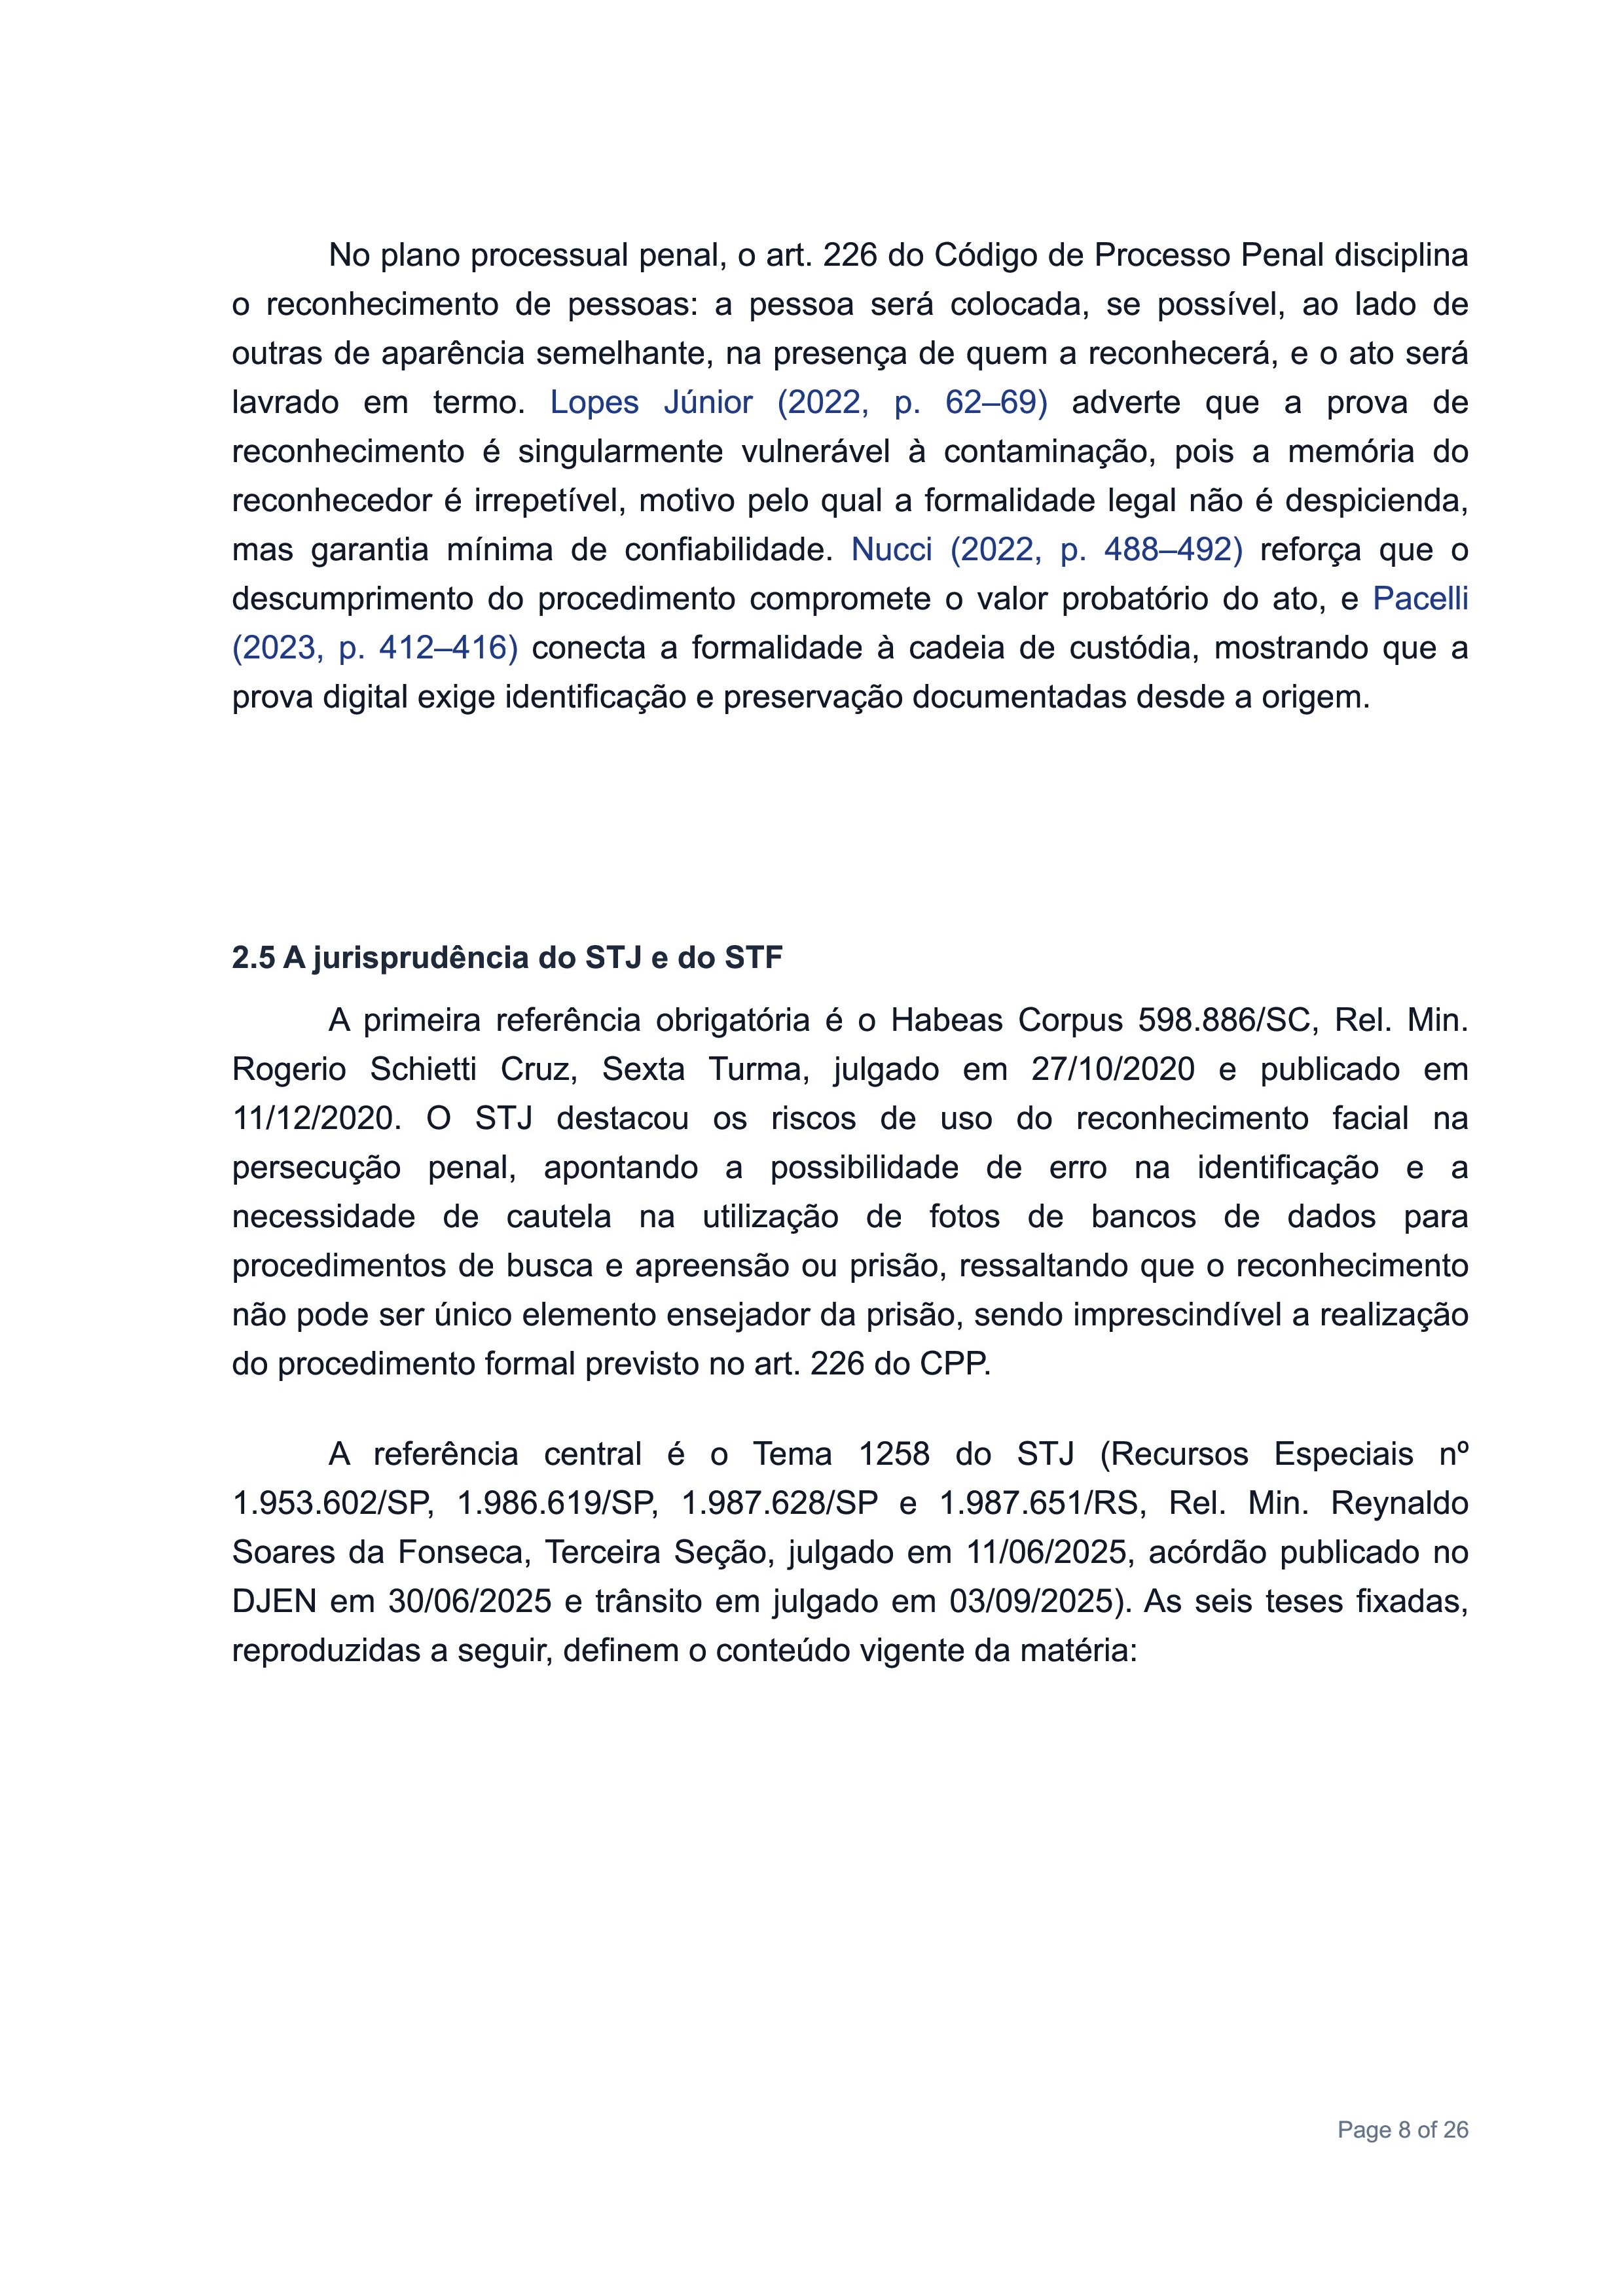 No plano processual penal, o art. 226 do Código de Processo Penal disciplina
o reconhecimento de pessoas: a pessoa será colocada, se possível, ao lado de
outras de aparência semelhante, na presença de quem a reconhecerá, e o ato será
lavrado em termo. Lopes Júnior (2022, p. 62–69) adverte que a prova de
reconhecimento é singularmente vulnerável à contaminação, pois a memória do
reconhecedor é irrepetível, motivo pelo qual a formalidade legal não é despicienda,
mas garantia mínima de confiabilidade. Nucci (2022, p. 488–492) reforça que o
descumprimento do procedimento compromete o valor probatório do ato, e Pacelli
(2023, p. 412–416) conecta a formalidade à cadeia de custódia, mostrando que a
prova digital exige identificação e preservação documentadas desde a origem.
2.5 A jurisprudência do STJ e do STF
A primeira referência obrigatória é o Habeas Corpus 598.886/SC, Rel. Min.
Rogerio Schietti Cruz, Sexta Turma, julgado em 27/10/2020 e publicado em
11/12/2020. O STJ destacou os riscos de uso do reconhecimento facial na
persecução penal, apontando a possibilidade de erro na identificação e a
necessidade de cautela na utilização de fotos de bancos de dados para
procedimentos de busca e apreensão ou prisão, ressaltando que o reconhecimento
não pode ser único elemento ensejador da prisão, sendo imprescindível a realização
do procedimento formal previsto no art. 226 do CPP.
A referência central é o Tema 1258 do STJ (Recursos Especiais nº
1.953.602/SP, 1.986.619/SP, 1.987.628/SP e 1.987.651/RS, Rel. Min. Reynaldo
Soares da Fonseca, Terceira Seção, julgado em 11/06/2025, acórdão publicado no
DJEN em 30/06/2025 e trânsito em julgado em 03/09/2025). As seis teses fixadas,
reproduzidas a seguir, definem o conteúdo vigente da matéria:
Page 8 of 26